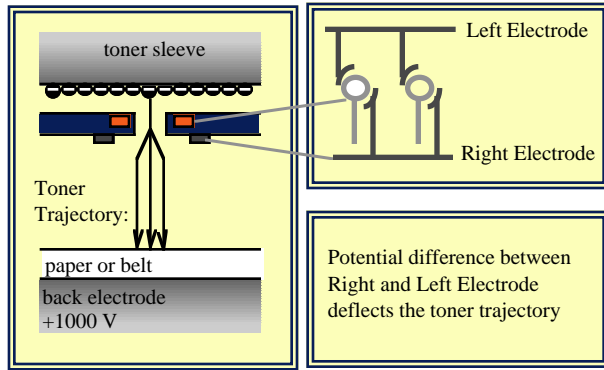 toner sleeve
Toner
Trajectory:
paper or belt
back electrode
+1000 V
Left Electrode
Right Electrode
Potential difference between
Right and Left Electrode
deflects the toner trajectory